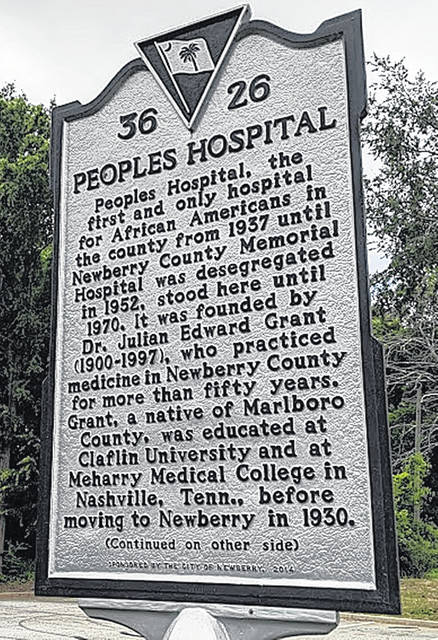 36 26
PEOPLES HOSPITAL
Peoples Hospital, the
first and only hospital
for African Americans in
the county from 1937 until
Newberry County Memorial
Hospital was desegregated
in 1952, stood here until
1970. It was founded by
Dr. Julian Edward Grant
(1900-1997), who practiced
medicine in Newberry County
for more than fifty years.
Grant, a native of Marlboro
County, was educated at
Claflin University and at
Meharry Medical College in
Nashville, Tenn., before
moving to Newberry in 1930.
(Continued on other side)
SPONSORED BY THE CITY OF NEWBERRY, 2014